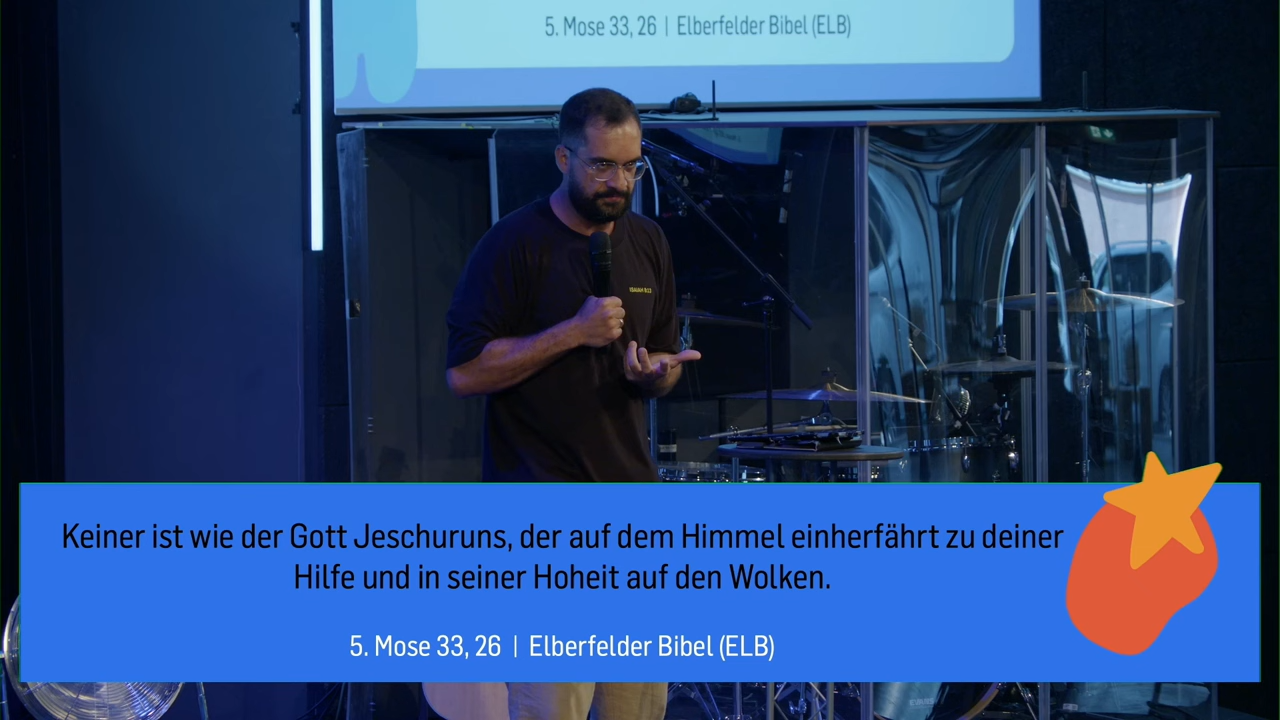 5. Mose 33, 26 | Elberfelder Bibel (ELB)
Keiner ist wie der Gott Jeschuruns, der auf dem Himmel einherfährt zu deiner
Hilfe und in seiner Hoheit auf den Wolken.
5. Mose 33, 26 | Elberfelder Bibel (ELB)